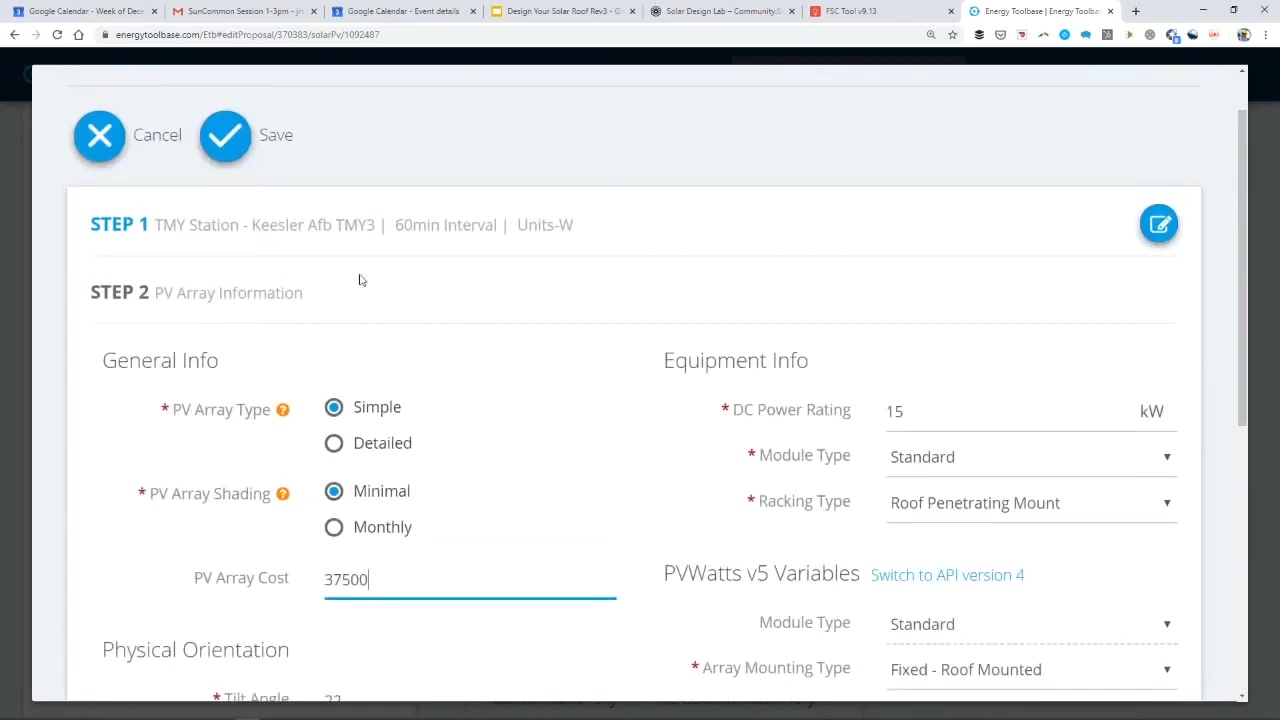 Google Calendar - Week of Dec
SunCommon Session 1-3pm - jr
Google Calendar - Event details
Design Your Solar Roof Rev3 - G
Solar Design Lab – Community.S
FSC Tool v9.13
Energy Toolbase | Energy Toolbas
energytoolbase.com/Etb#editProposal/370383/solarPv/1092487
Cancel
Save
STEP 1 TMY Station - Keesler Afb TMY3 | 60min Interval | Units-W
STEP 2 PV Array Information
General Info
Equipment Info
* PV Array Type ?
Simple
* DC Power Rating
15
kW
Detailed
* Module Type
Standard
* PV Array Shading ?
Minimal
* Racking Type
Roof Penetrating Mount
Monthly
PV Array Cost
37500
PVWatts v5 Variables
Switch to API version 4
Module Type
Standard
Physical Orientation
* Array Mounting Type
Fixed - Roof Mounted
* Tilt Angle